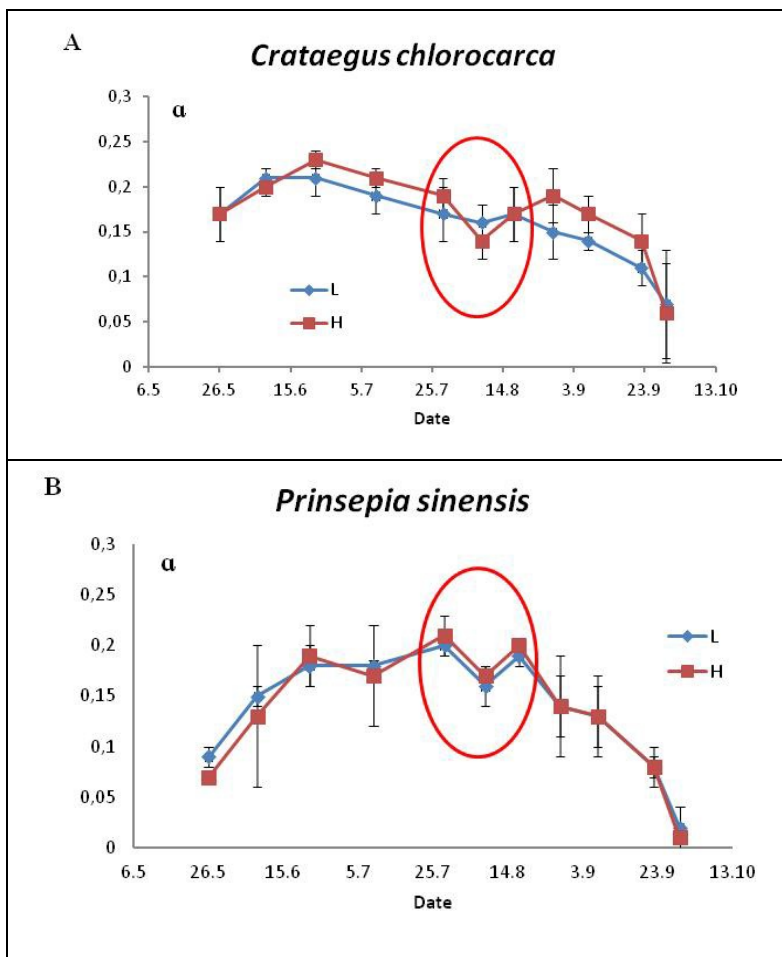 A
Crataegus chlorocarca
0,3
α
0,25
0,2
0,15
0,1
0,05
0
L
H
6.5 26.5 15.6 5.7 25.7 14.8 3.9 23.9 13.10
Date
B
Prinsepia sinensis
0,3
α
0,25
0,2
0,15
0,1
0,05
0
L
H
6.5 26.5 15.6 5.7 25.7 14.8 3.9 23.9 13.10
Date